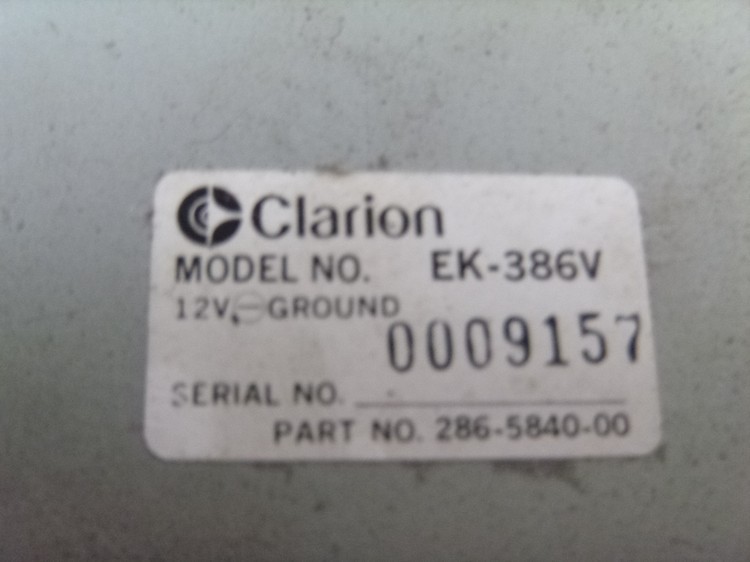 Clarion
MODEL NO. EK-386V
12V ⊖ GROUND
0009157
SERIAL NO.
PART NO. 286-5840-00